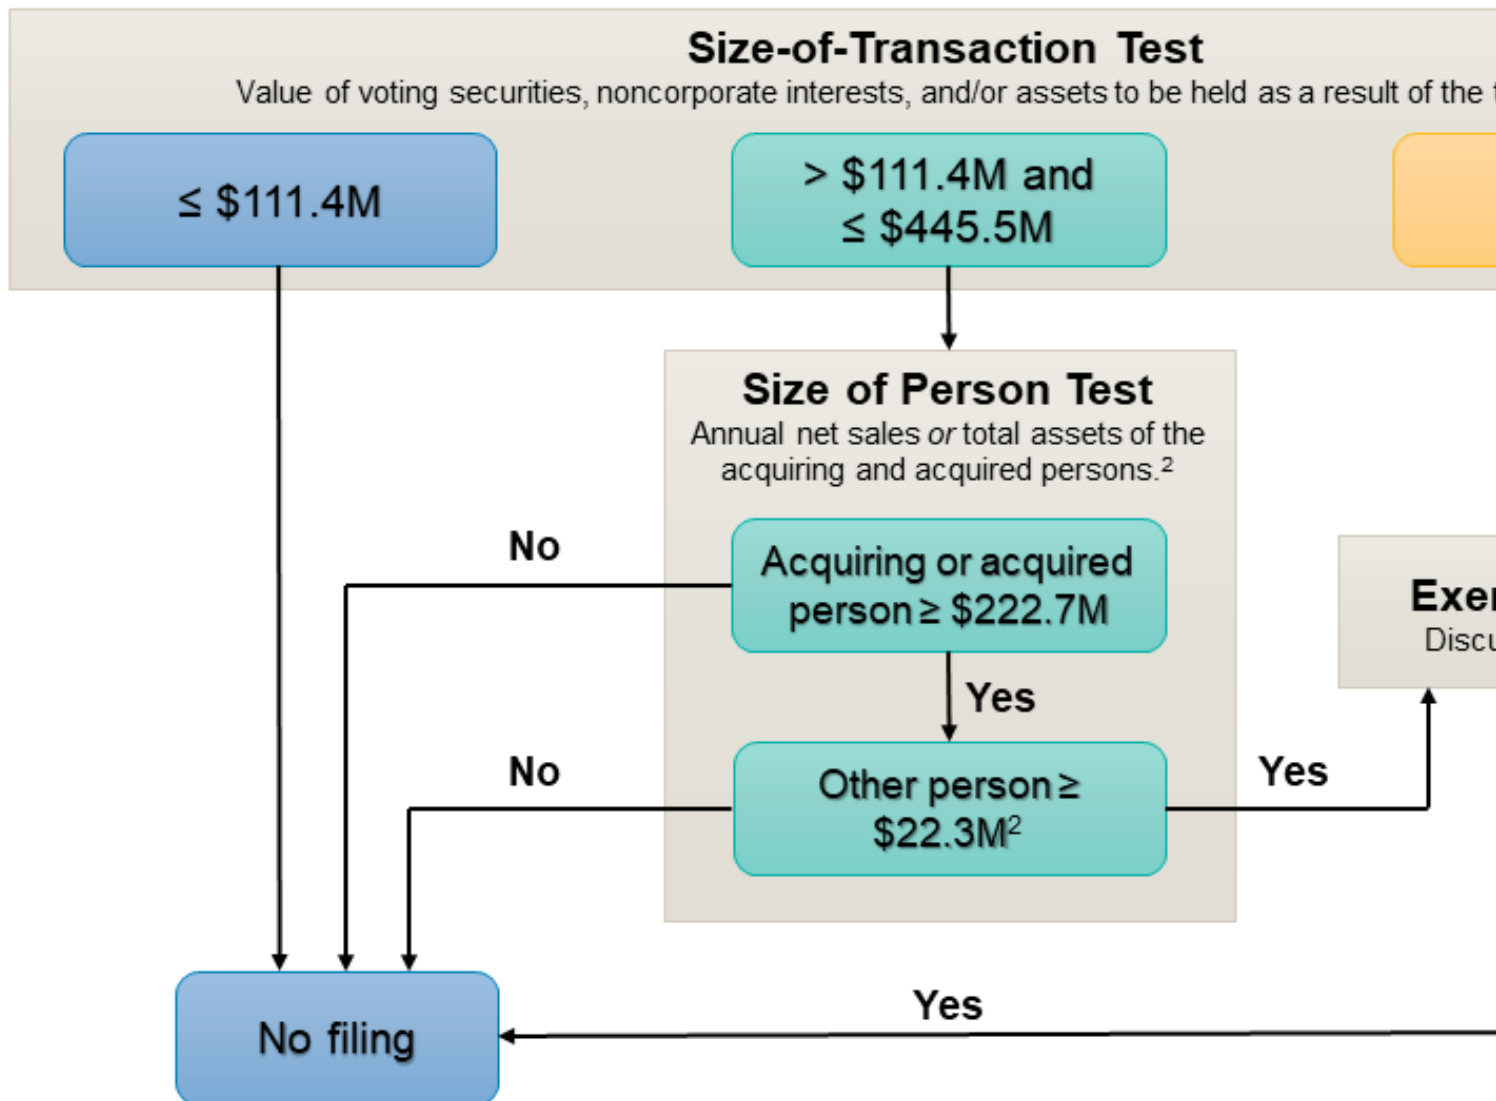 Size-of-Transaction Test
Value of voting securities, noncorporate interests, and/or assets to be held as a result of the
≤ $111.4M
> $111.4M and
≤ $445.5M
Size of Person Test
Annual net sales or total assets of the
acquiring and acquired persons.²
No
Acquiring or acquired
person ≥ $222.7M
Yes
No
Other person ≥
$22.3M²
Yes
No filing
Yes